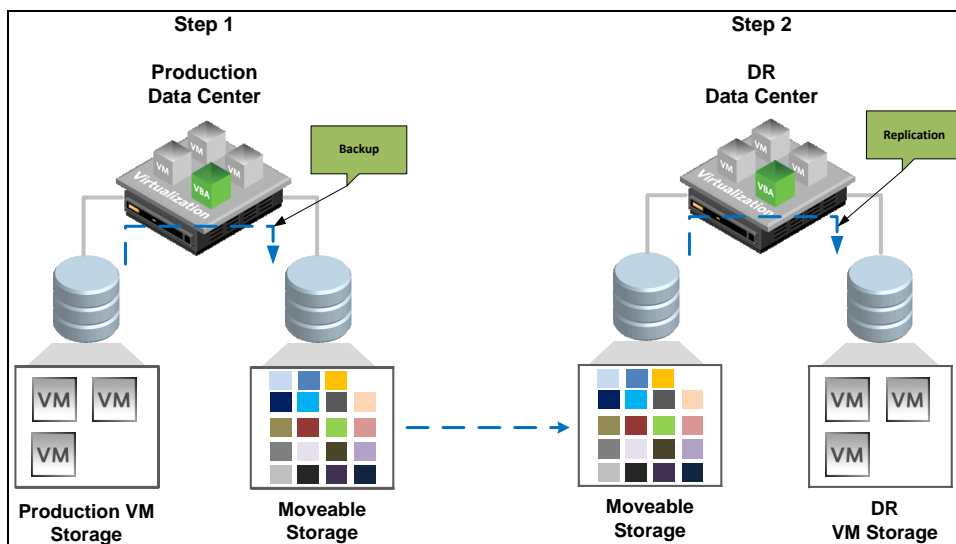 Step 1
Production
Data Center
Backup
VM
VM
VM
VBA
Virtualization
Production VM
Storage
VM
VM
VM
Moveable
Storage
Step 2
DR
Data Center
Replication
VM
VM
VM
VBA
Virtualization
Moveable
Storage
VM
VM
VM
DR
VM Storage